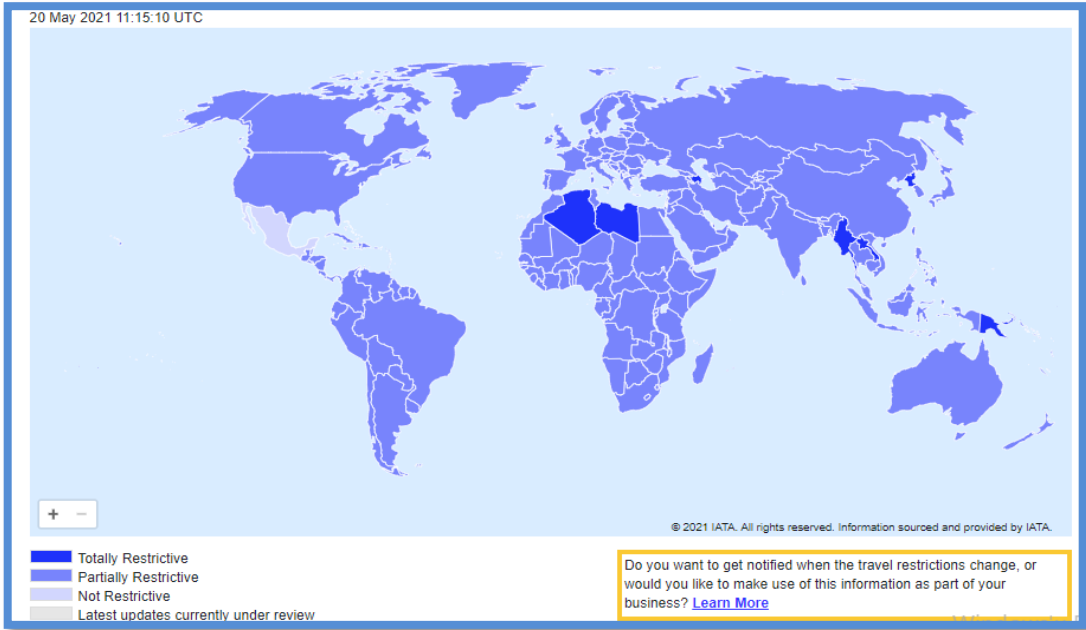 20 May 2021 11:15:10 UTC
+ −
© 2021 IATA. All rights reserved. Information sourced and provided by IATA.
Totally Restrictive
Partially Restrictive
Not Restrictive
Latest updates currently under review
Do you want to get notified when the travel restrictions change, or
would you like to make use of this information as part of your
business? Learn More